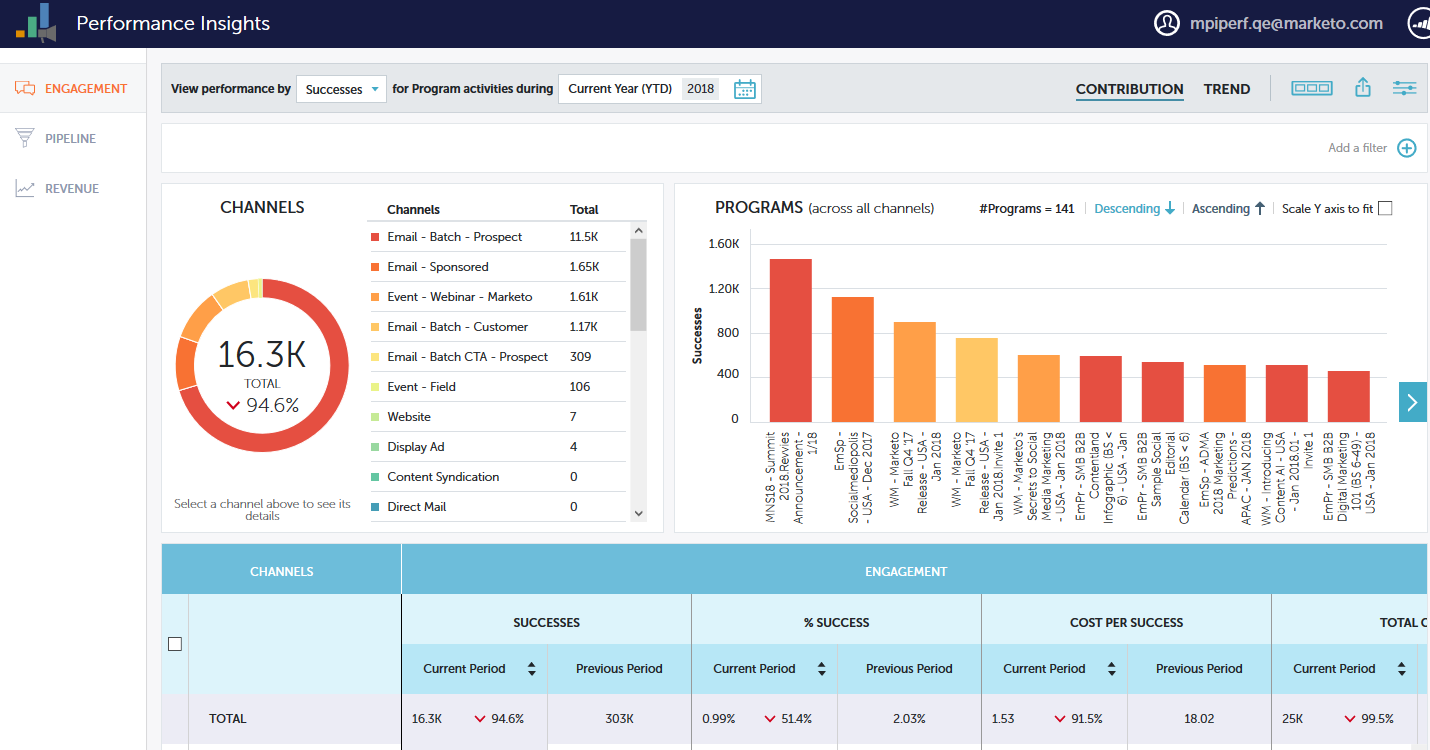 Performance Insights
mpiperf.qe@marketo.com
ENGAGEMENT
PIPELINE
REVENUE
View performance by Successes for Program activities during Current Year (YTD) 2018
CONTRIBUTION TREND
Add a filter
CHANNELS
Channels Total
Email - Batch - Prospect 11.5K
Email - Sponsored 1.65K
Event - Webinar - Marketo 1.61K
Email - Batch - Customer 1.17K
Email - Batch CTA - Prospect 309
Event - Field 106
Website 7
Display Ad 4
Content Syndication 0
Direct Mail 0
16.3K
TOTAL
94.6%
Select a channel above to see its
details
PROGRAMS (across all channels)
#Programs = 141 Descending Ascending Scale Y axis to fit
Successes
1.60K
1.20K
800
400
0
MNS18 - Summit
2018.Revvies
Announcement -
1/18
EmSp -
Socialmediopolis
- USA - Dec 2017
WM - Marketo
Fall Q4 '17
Release - USA -
Jan 2018
WM - Marketo
Fall Q4 '17
Release - USA -
Jan 2018.Invite 1
WM - Marketo's
Secrets to Social
Media Marketing
- USA - Jan 2018
EmPr - SMB B2B
Contentland
Infographic (BS <
6) - USA - Jan
2018
EmPr - SMB B2B
Sample Social
Editorial
Calendar (BS < 6)
EmSp - ADMA
2018 Marketing
Predictions -
APAC - JAN 2018
WM - Introducing
Content AI - USA
- Jan 2018.01 -
Invite 1
EmPr - SMB B2B
Digital Marketing
101 (BS 6-49) -
USA - Jan 2018
CHANNELS ENGAGEMENT
SUCCESSES % SUCCESS COST PER SUCCESS TOTAL C
Current Period Previous Period Current Period Previous Period Current Period Previous Period Current Period
TOTAL 16.3K 94.6% 303K 0.99% 51.4% 2.03% 1.53 91.5% 18.02 25K 99.5%